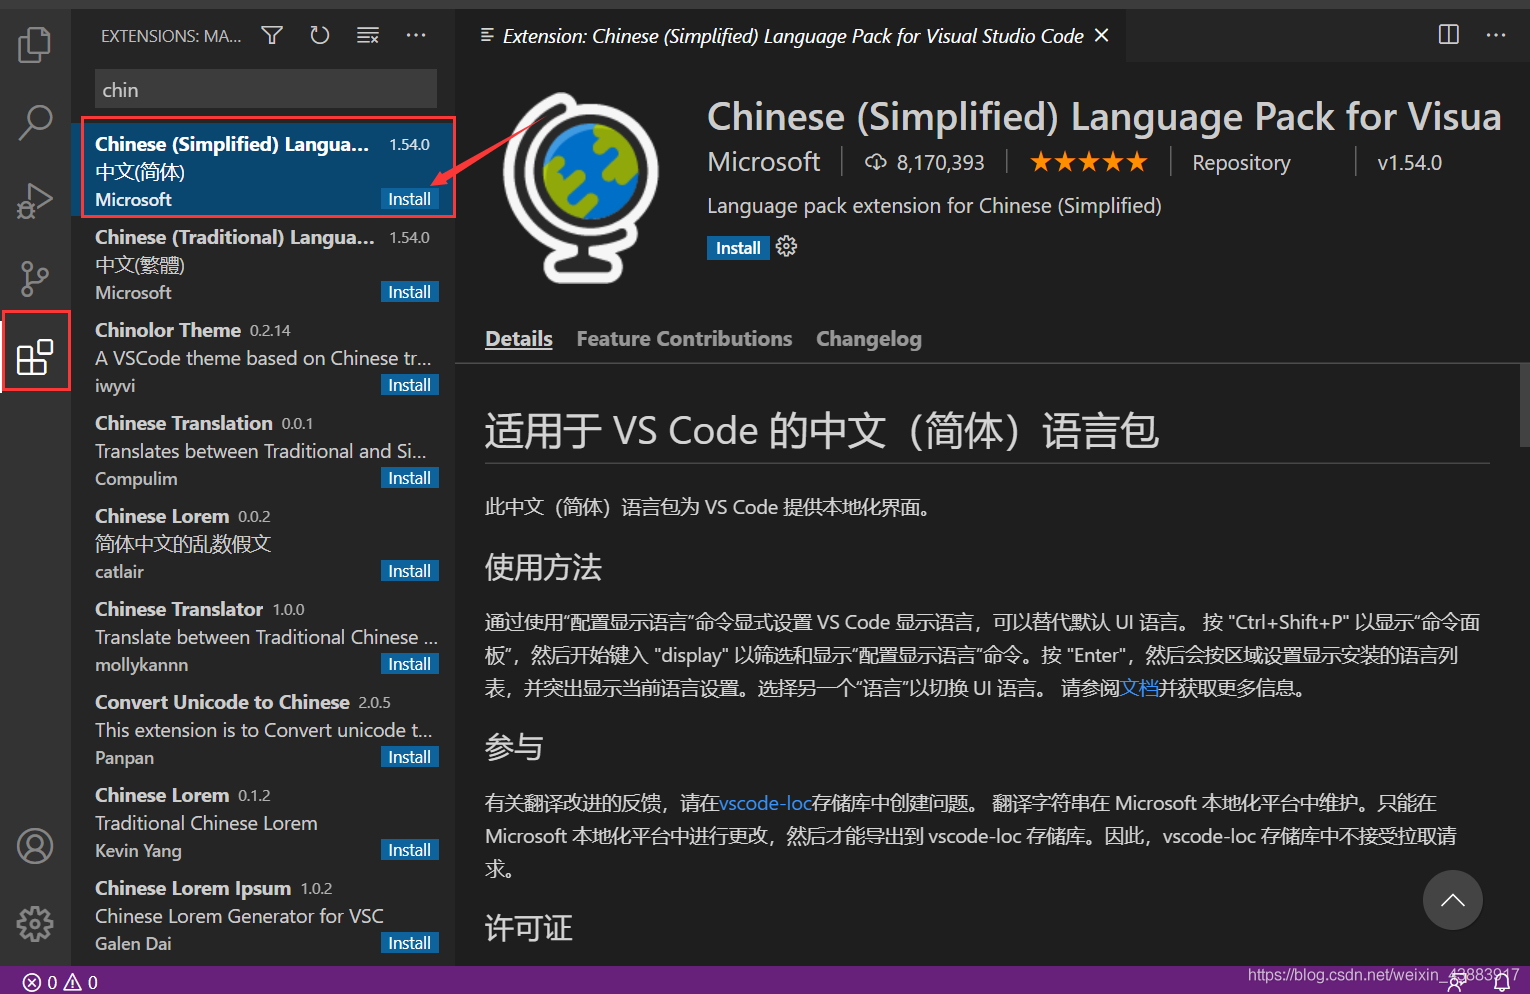 EXTENSIONS: MA...
chin
Chinese (Simplified) Langua... 1.54.0
中文(简体)
Microsoft Install
Chinese (Traditional) Langua... 1.54.0
中文(繁體)
Microsoft Install
Chinolor Theme 0.2.14
A VSCode theme based on Chinese tr...
iwyvi Install
Chinese Translation 0.0.1
Translates between Traditional and Si...
Compulim Install
Chinese Lorem 0.0.2
简体中文的乱数假文
catlair Install
Chinese Translator 1.0.0
Translate between Traditional Chinese ...
mollykannn Install
Convert Unicode to Chinese 2.0.5
This extension is to Convert unicode t...
Panpan Install
Chinese Lorem 0.1.2
Traditional Chinese Lorem
Kevin Yang Install
Chinese Lorem Ipsum 1.0.2
Chinese Lorem Generator for VSC
Galen Dai Install
Extension: Chinese (Simplified) Language Pack for Visual Studio Code
Chinese (Simplified) Language Pack for Visua
Microsoft 8,170,393 ★★★★★ Repository v1.54.0
Language pack extension for Chinese (Simplified)
Install
Details Feature Contributions Changelog
适用于 VS Code 的中文（简体）语言包
此中文（简体）语言包为 VS Code 提供本地化界面。
使用方法
通过使用“配置显示语言”命令显式设置 VS Code 显示语言，可以替代默认 UI 语言。 按 "Ctrl+Shift+P" 以显示“命令面
板”，然后开始键入 "display" 以筛选和显示“配置显示语言”命令。按 "Enter"，然后会按区域设置显示安装的语言列
表，并突出显示当前语言设置。选择另一个“语言”以切换 UI 语言。 请参阅文档并获取更多信息。
参与
有关翻译改进的反馈，请在vscode-loc存储库中创建问题。 翻译字符串在 Microsoft 本地化平台中维护。只能在
Microsoft 本地化平台中进行更改，然后才能导出到 vscode-loc 存储库。因此，vscode-loc 存储库中不接受拉取请
求。
许可证
0 0
https://blog.csdn.net/weixin_43883917